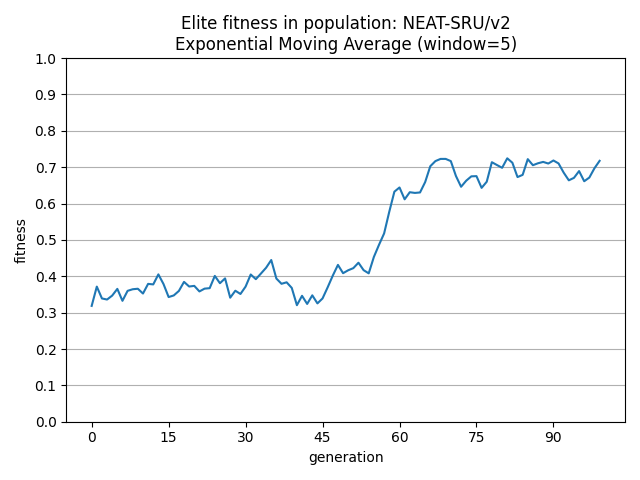 Elite fitness in population: NEAT-SRU/v2
Exponential Moving Average (window=5)
1.0
0.9
0.8
0.7
0.6
0.5
0.4
0.3
0.2
0.1
0.0
fitness
0 15 30 45 60 75 90
generation